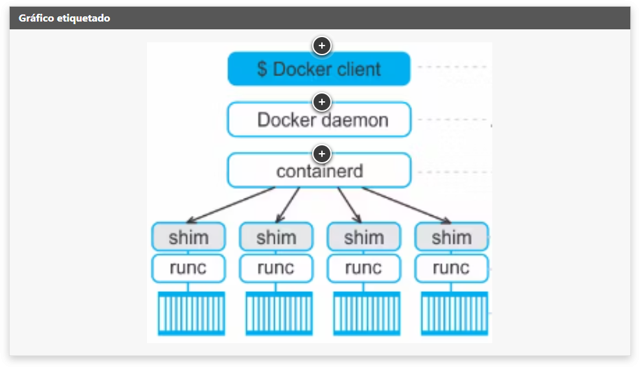 Gráfico etiquetado
$ Docker client
Docker daemon
containerd
shim shim shim shim
runc runc runc runc